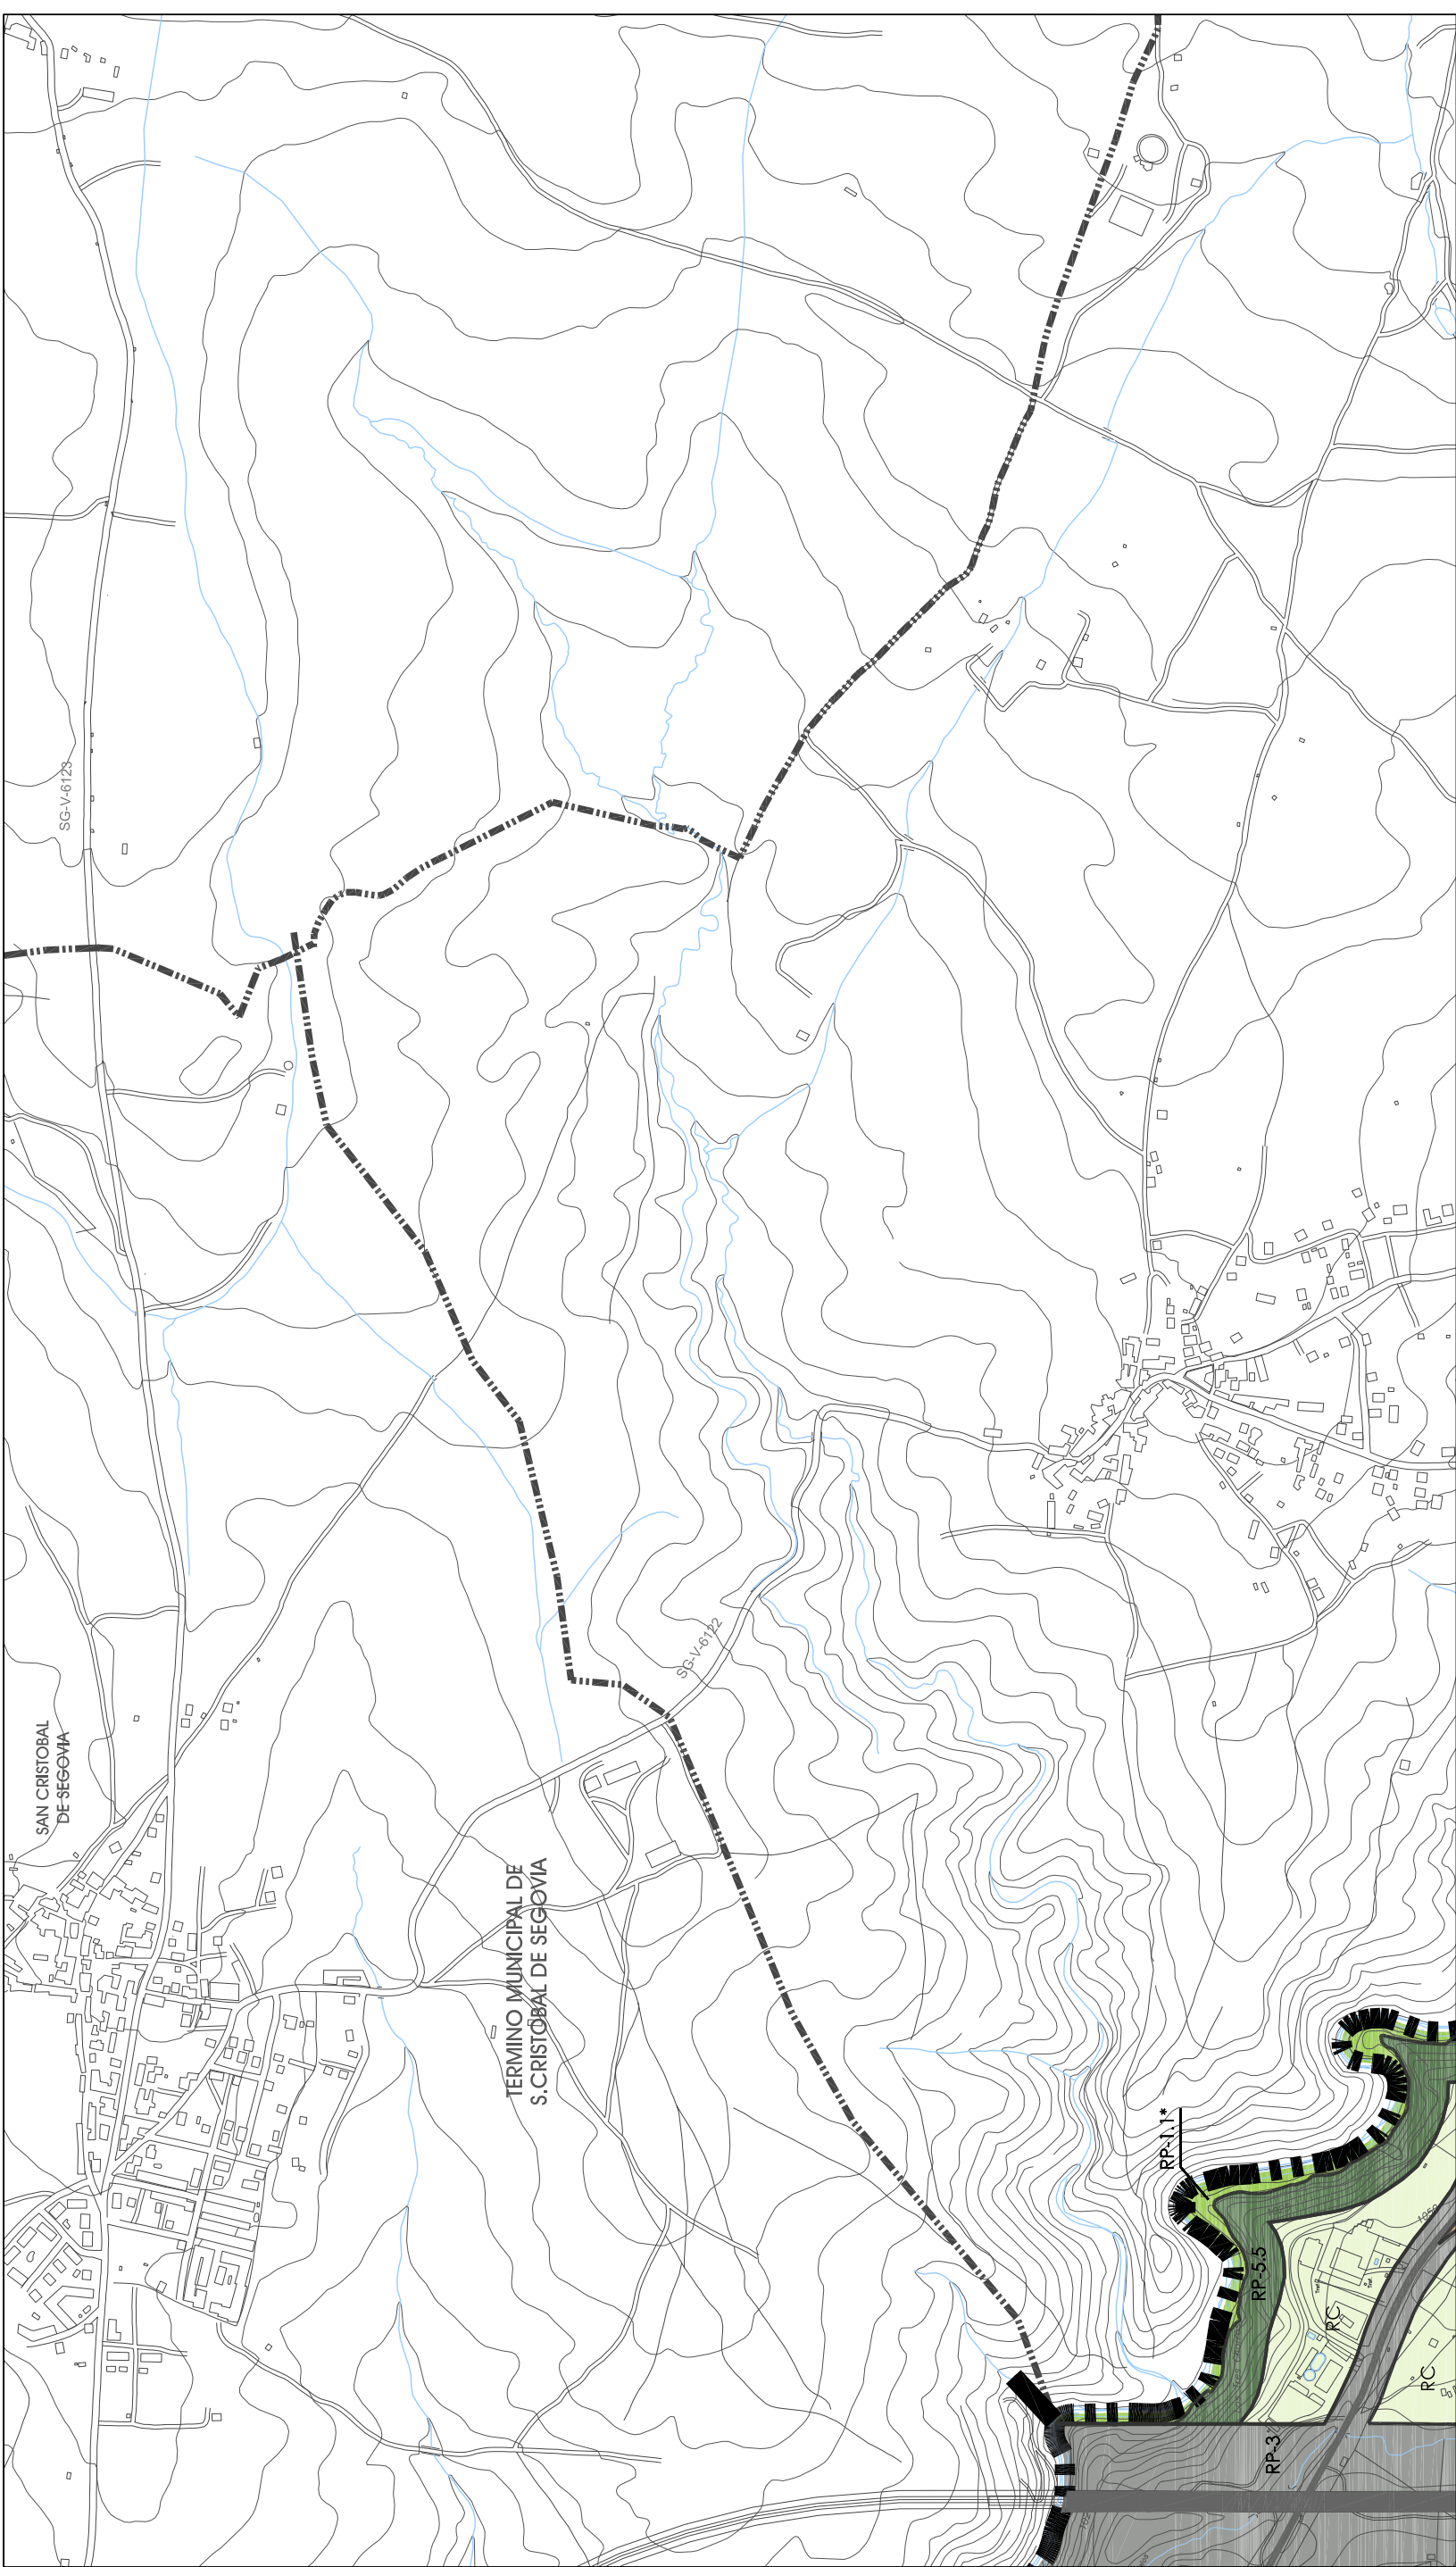 SG-V-6123
SG-V-6122
SAN CRISTOBAL
DE SEGOVIA
TERMINO MUNICIPAL DE
S.CRISTOBAL DE SEGOVIA
RP-1.1*
RP-5.5
RC
RC
RP-3